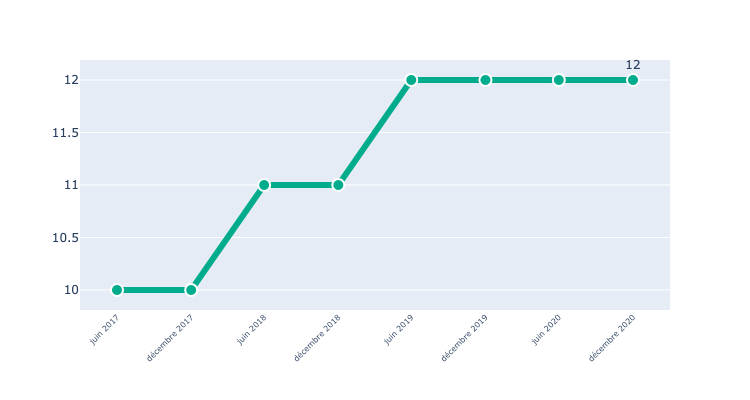 12
12
11.5
11
10.5
10
juin 2017
décembre 2017
juin 2018
décembre 2018
juin 2019
décembre 2019
juin 2020
décembre 2020